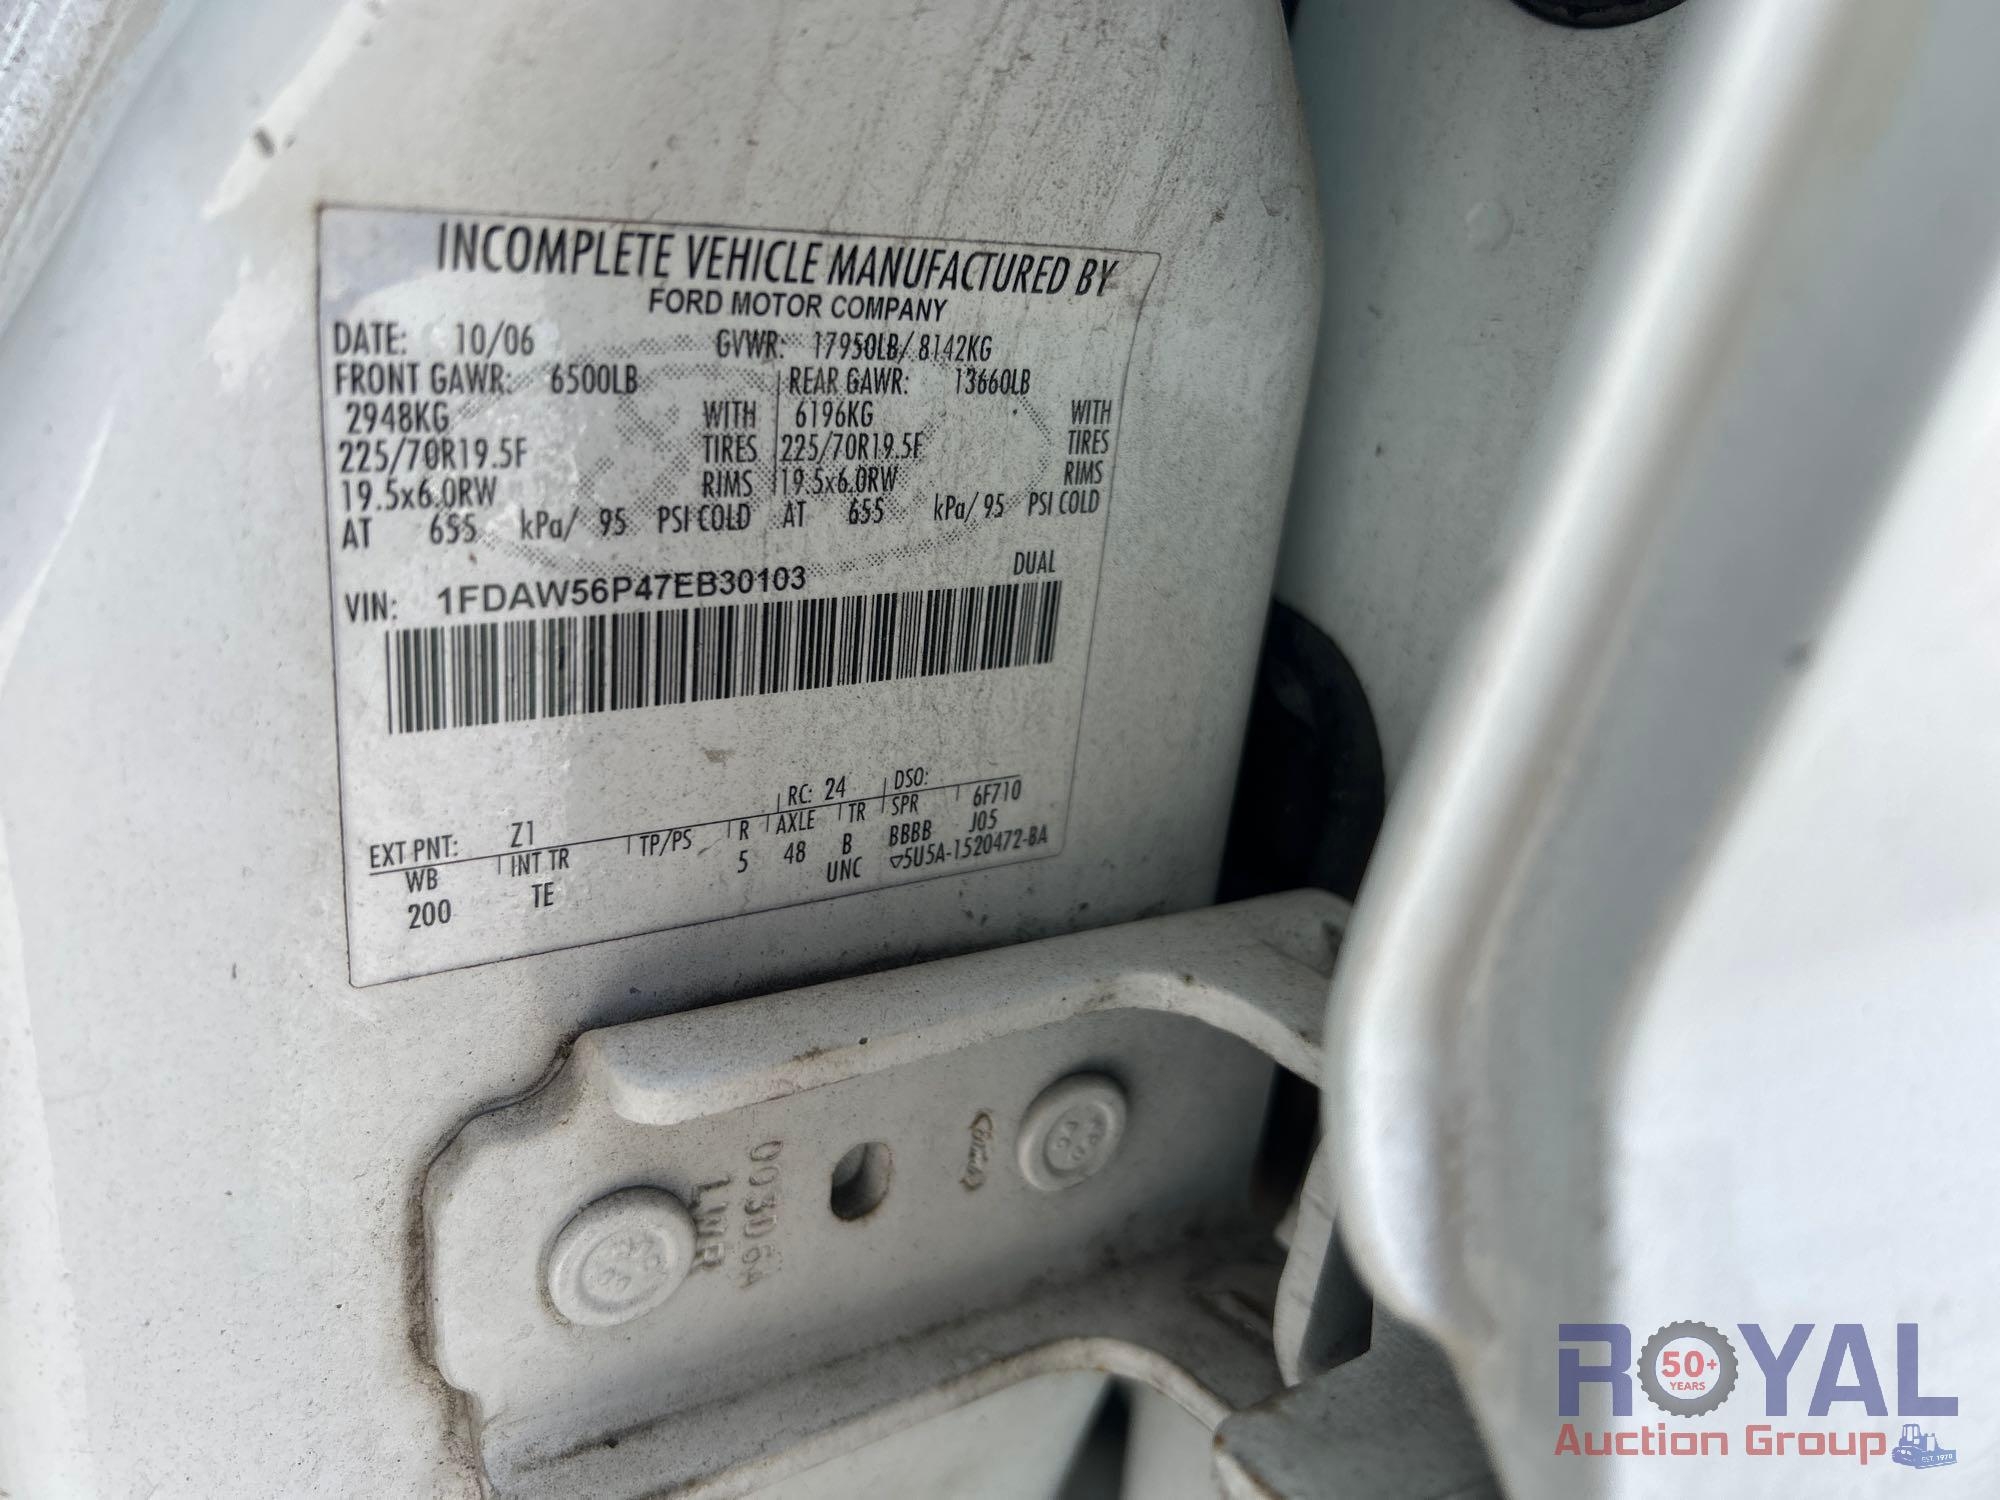 INCOMPLETE VEHICLE MANUFACTURED BY
FORD MOTOR COMPANY
DATE: 10/06 GVWR: 17950LB/ 8142KG
FRONT GAWR: 6500LB REAR GAWR: 13660LB
2948KG WITH 6196KG WITH
225/70R19.5F TIRES 225/70R19.5F TIRES
19.5x6.0RW RIMS 19.5x6.0RW RIMS
AT 655 kPa/ 95 PSI COLD AT 655 kPa/ 95 PSI COLD
DUAL
VIN: 1FDAW56P47EB30103
EXT PNT: Z1 RC: 24 DSO:
WB INT TR TP/PS R AXLE TR SPR 6F710
200 TE 5 48 B BBBB J05
UNC 5U5A-1520472-BA
003D064
LWR
ROYAL
50+
YEARS
Auction Group
EST. 1970